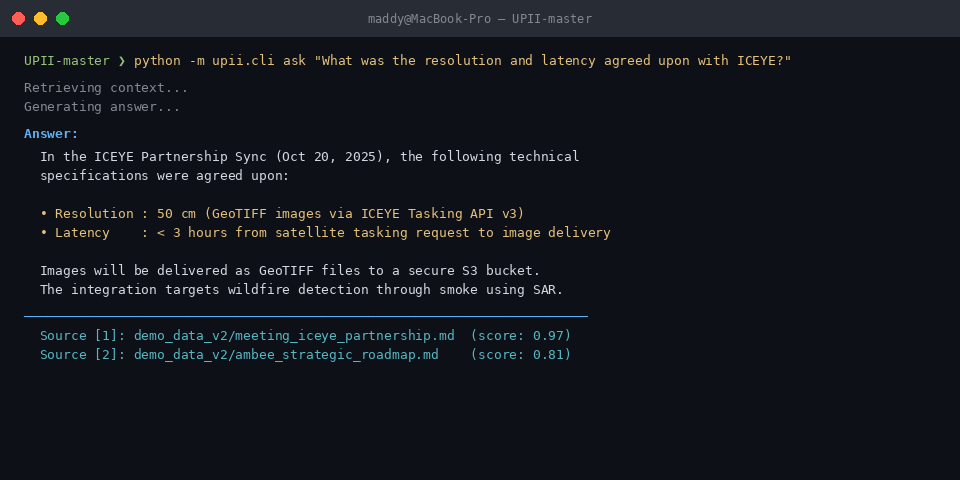 maddy@MacBook-Pro — UPII-master
UPII-master ❯ python -m upii.cli ask "What was the resolution and latency agreed upon with ICEYE?"
Retrieving context...
Generating answer...
Answer:
In the ICEYE Partnership Sync (Oct 20, 2025), the following technical
specifications were agreed upon:
• Resolution : 50 cm (GeoTIFF images via ICEYE Tasking API v3)
• Latency    : < 3 hours from satellite tasking request to image delivery
Images will be delivered as GeoTIFF files to a secure S3 bucket.
The integration targets wildfire detection through smoke using SAR.
Source [1]: demo_data_v2/meeting_iceye_partnership.md  (score: 0.97)
Source [2]: demo_data_v2/ambee_strategic_roadmap.md    (score: 0.81)